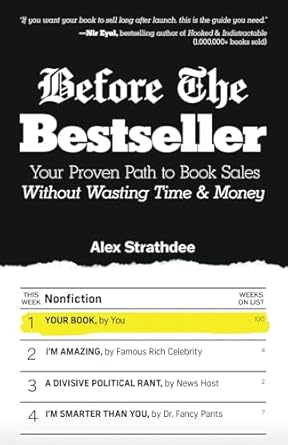 "If you want your book to sell long after launch, this is the guide you need."
—Nir Eyal, bestselling author of Hooked & Indistractable
(1,000,000+ books sold)
Before The
Bestseller
Your Proven Path to Book Sales
Without Wasting Time & Money
Alex Strathdee
THIS WEEK Nonfiction WEEKS ON LIST
1 YOUR BOOK, by You 100
2 I'M AMAZING, by Famous Rich Celebrity 4
3 A DIVISIVE POLITICAL RANT, by News Host 2
4 I'M SMARTER THAN YOU, by Dr. Fancy Pants 7